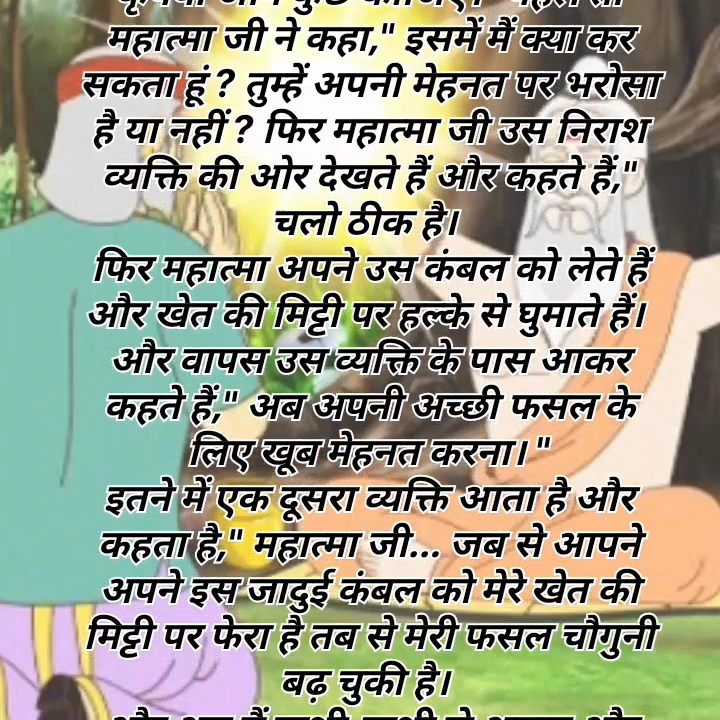 महात्मा जी ने कहा," इसमें मैं क्या कर
सकता हूं ? तुम्हें अपनी मेहनत पर भरोसा
है या नहीं ? फिर महात्मा जी उस निराश
व्यक्ति की ओर देखते हैं और कहते हैं,"
चलो ठीक है।
फिर महात्मा अपने उस कंबल को लेते हैं
और खेत की मिट्टी पर हल्के से घुमाते हैं।
और वापस उस व्यक्ति के पास आकर
कहते हैं," अब अपनी अच्छी फसल के
लिए खूब मेहनत करना। "
इतने में एक दूसरा व्यक्ति आता है और
कहता है," महात्मा जी... जब से आपने
अपने इस जादुई कंबल को मेरे खेत की
मिट्टी पर फेरा है तब से मेरी फसल चौगुनी
बढ़ चुकी है।